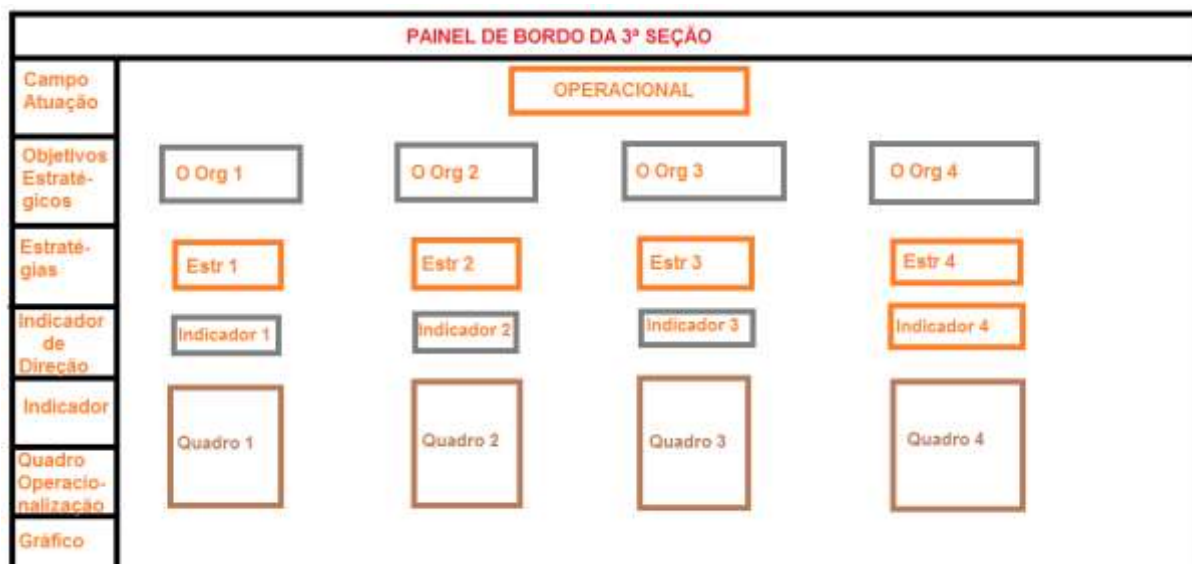 PAINEL DE BORDO DA 3ª SEÇÃO
Campo
Atuação
OPERACIONAL
Objetivos
Estraté-
gicos
O Org 1
O Org 2
O Org 3
O Org 4
Estraté-
gias
Estr 1
Estr 2
Estr 3
Estr 4
Indicador
de
Direção
Indicador 1
Indicador 2
Indicador 3
Indicador 4
Indicador
Quadro 1
Quadro 2
Quadro 3
Quadro 4
Quadro
Operacio-
nalização
Gráfico